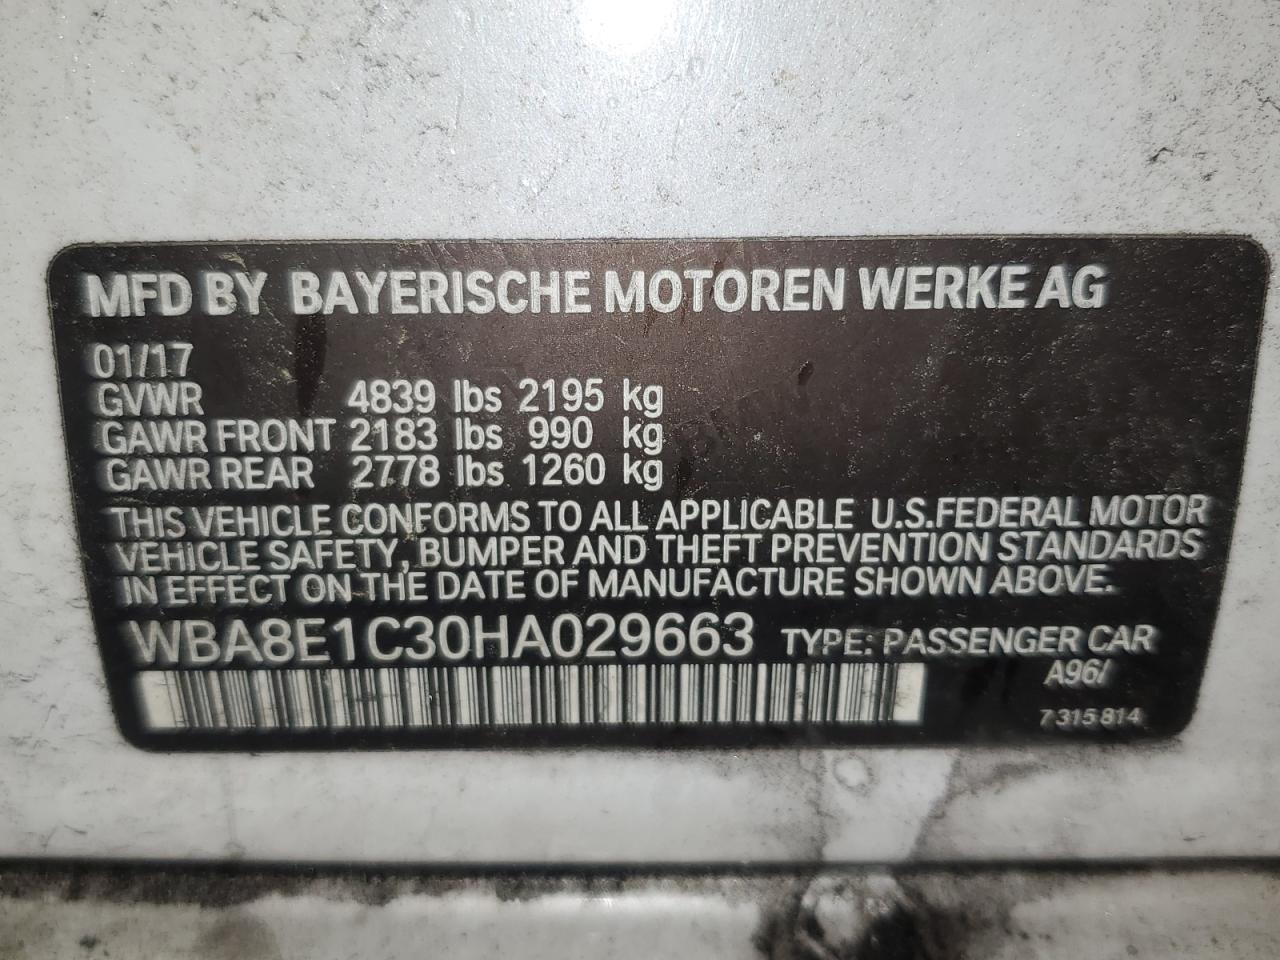 MFD BY BAYERISCHE MOTOREN WERKE AG
01/17
GVWR 4839 lbs 2195 kg
GAWR FRONT 2183 lbs 990 kg
GAWR REAR 2778 lbs 1260 kg
THIS VEHICLE CONFORMS TO ALL APPLICABLE U.S.FEDERAL MOTOR
VEHICLE SAFETY, BUMPER AND THEFT PREVENTION STANDARDS
IN EFFECT ON THE DATE OF MANUFACTURE SHOWN ABOVE.
WBA8E1C30HA029663 TYPE: PASSENGER CAR
A96/
7 315 814